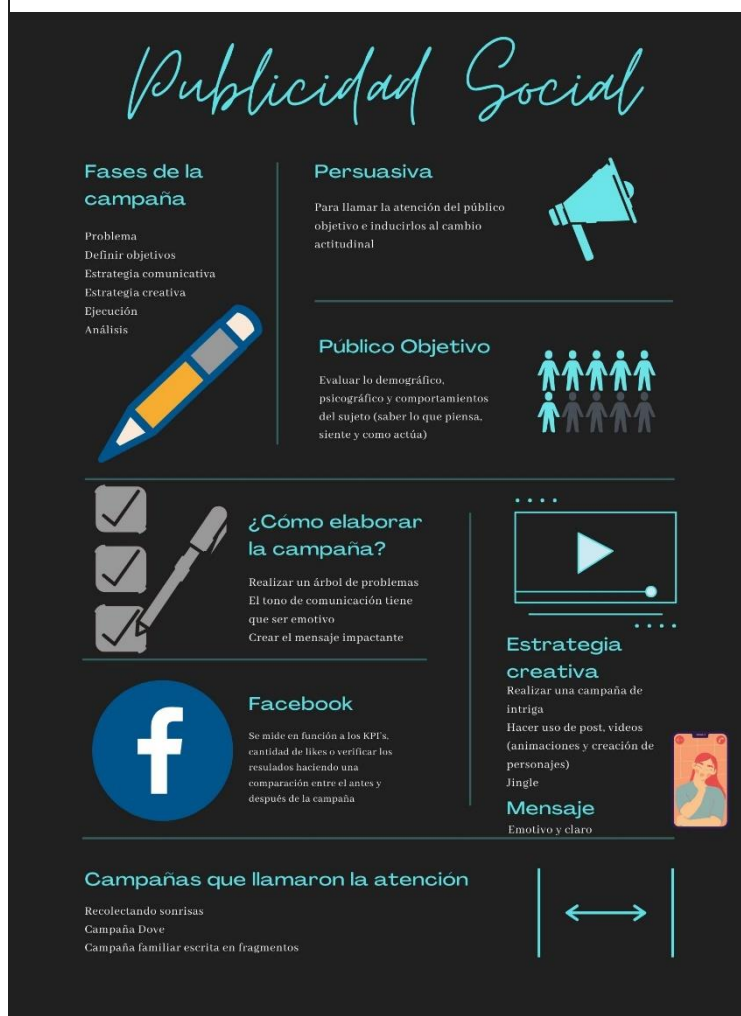 Publicidad Social
Fases de la
campaña
Problema
Definir objetivos
Estrategia comunicativa
Estrategia creativa
Ejecución
Análisis
Persuasiva
Para llamar la atención del público
objetivo e inducirlos al cambio
actitudinal
Público Objetivo
Evaluar lo demográfico,
psicográfico y comportamientos
del sujeto (saber lo que piensa,
siente y como actúa)
¿Cómo elaborar
la campaña?
Realizar un árbol de problemas
El tono de comunicación tiene
que ser emotivo
Crear el mensaje impactante
Facebook
Se mide en función a los KPI's,
cantidad de likes o verificar los
resulados haciendo una
comparación entre el antes y
después de la campaña
Estrategia
creativa
Realizar una campaña de
intriga
Hacer uso de post, videos
(animaciones y creación de
personajes)
Jingle
Mensaje
Emotivo y claro
Campañas que llamaron la atención
Recolectando sonrisas
Campaña Dove
Campaña familiar escrita en fragmentos